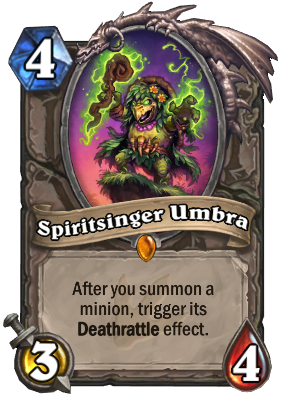 4
Spiritsinger Umbra
After you summon a
minion, trigger its
Deathrattle effect.
3
4